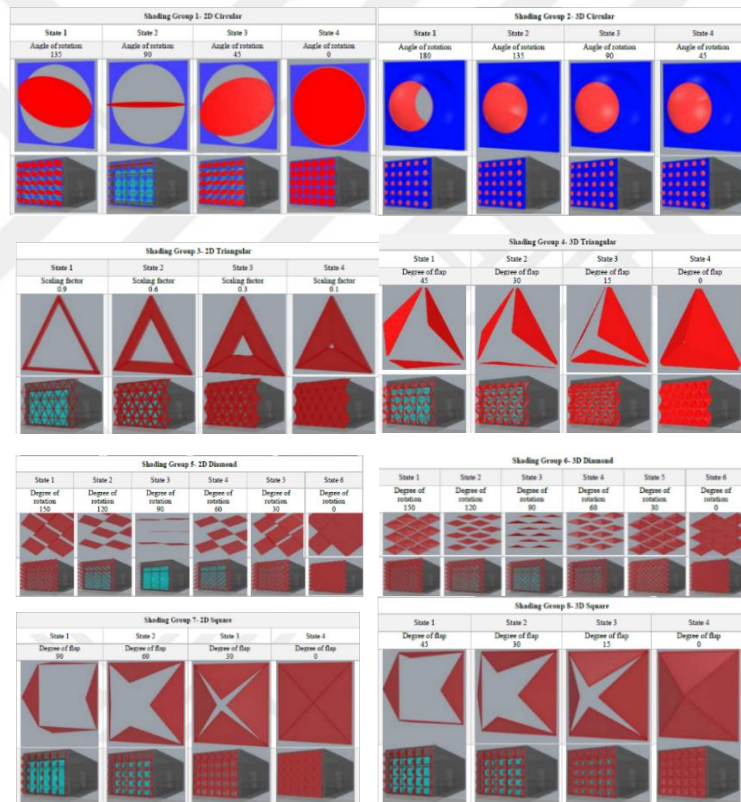 Shading Group 1- 2D Circular
State 1 State 2 State 3 State 4
Angle of rotation Angle of rotation Angle of rotation Angle of rotation
135 90 45 0
Shading Group 2- 3D Circular
State 1 State 2 State 3 State 4
Angle of rotation Angle of rotation Angle of rotation Angle of rotation
180 135 90 45
Shading Group 3- 2D Triangular
State 1 State 2 State 3 State 4
Scaling factor Scaling factor Scaling factor Scaling factor
0.9 0.6 0.3 0.1
Shading Group 4- 3D Triangular
State 1 State 2 State 3 State 4
Degree of flap Degree of flap Degree of flap Degree of flap
45 30 15 0
Shading Group 5- 2D Diamond
State 1 State 2 State 3 State 4 State 5 State 6
Degree of Degree of Degree of Degree of Degree of Degree of
rotation rotation rotation rotation rotation rotation
150 120 90 60 30 0
Shading Group 6- 3D Diamond
State 1 State 2 State 3 State 4 State 5 State 6
Degree of Degree of Degree of Degree of Degree of Degree of
rotation rotation rotation rotation rotation rotation
150 120 90 60 30 0
Shading Group 7- 2D Square
State 1 State 2 State 3 State 4
Degree of flap Degree of flap Degree of flap Degree of flap
90 60 30 0
Shading Group 8- 3D Square
State 1 State 2 State 3 State 4
Degree of flap Degree of flap Degree of flap Degree of flap
45 30 15 0